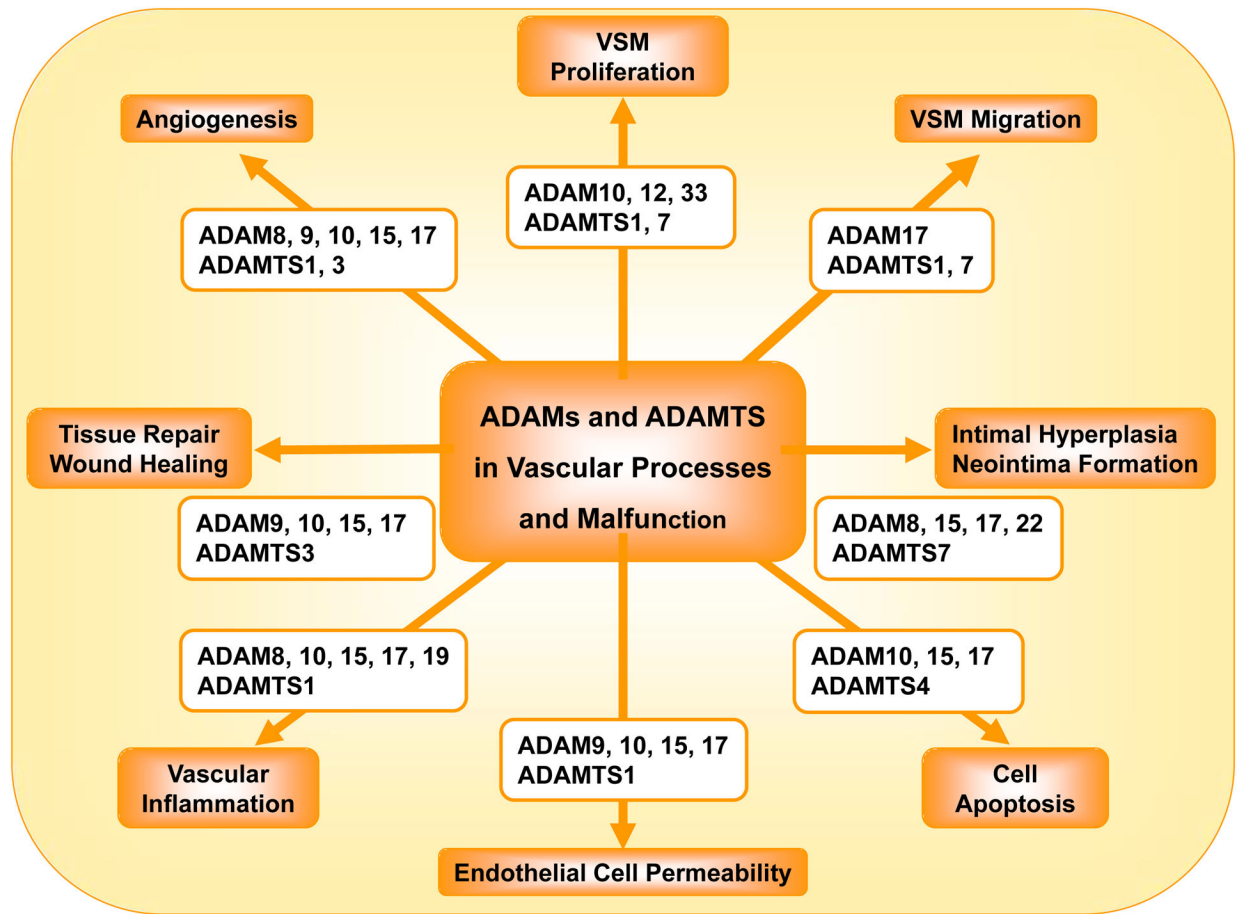 VSM
Proliferation
Angiogenesis
VSM Migration
ADAM10, 12, 33
ADAMTS1, 7
ADAM8, 9, 10, 15, 17
ADAMTS1, 3
ADAM17
ADAMTS1, 7
ADAMs and ADAMTS
in Vascular Processes
and Malfunction
Tissue Repair
Wound Healing
Intimal Hyperplasia
Neointima Formation
ADAM9, 10, 15, 17
ADAMTS3
ADAM8, 15, 17, 22
ADAMTS7
ADAM8, 10, 15, 17, 19
ADAMTS1
ADAM10, 15, 17
ADAMTS4
ADAM9, 10, 15, 17
ADAMTS1
Vascular
Inflammation
Cell
Apoptosis
Endothelial Cell Permeability